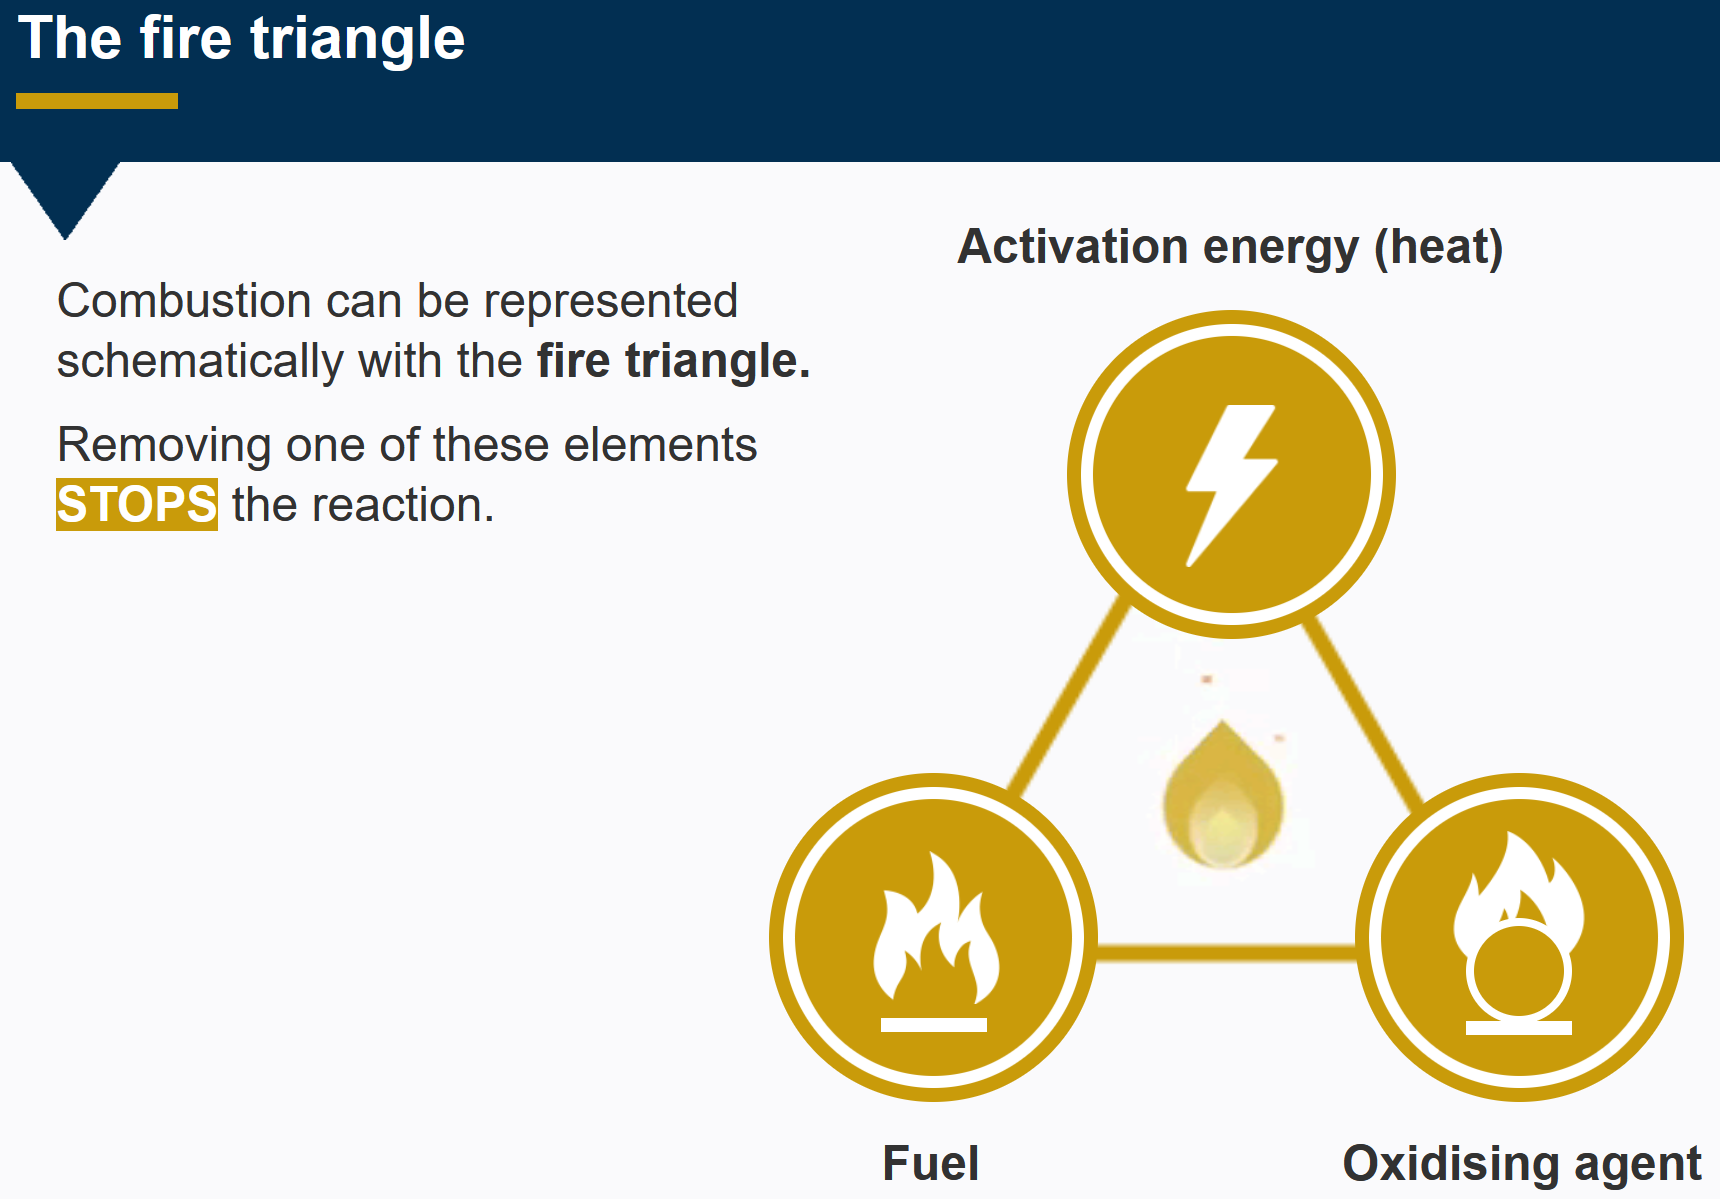 The fire triangle
Combustion can be represented
schematically with the fire triangle.
Removing one of these elements
STOPS the reaction.
Activation energy (heat)
Fuel
Oxidising agent